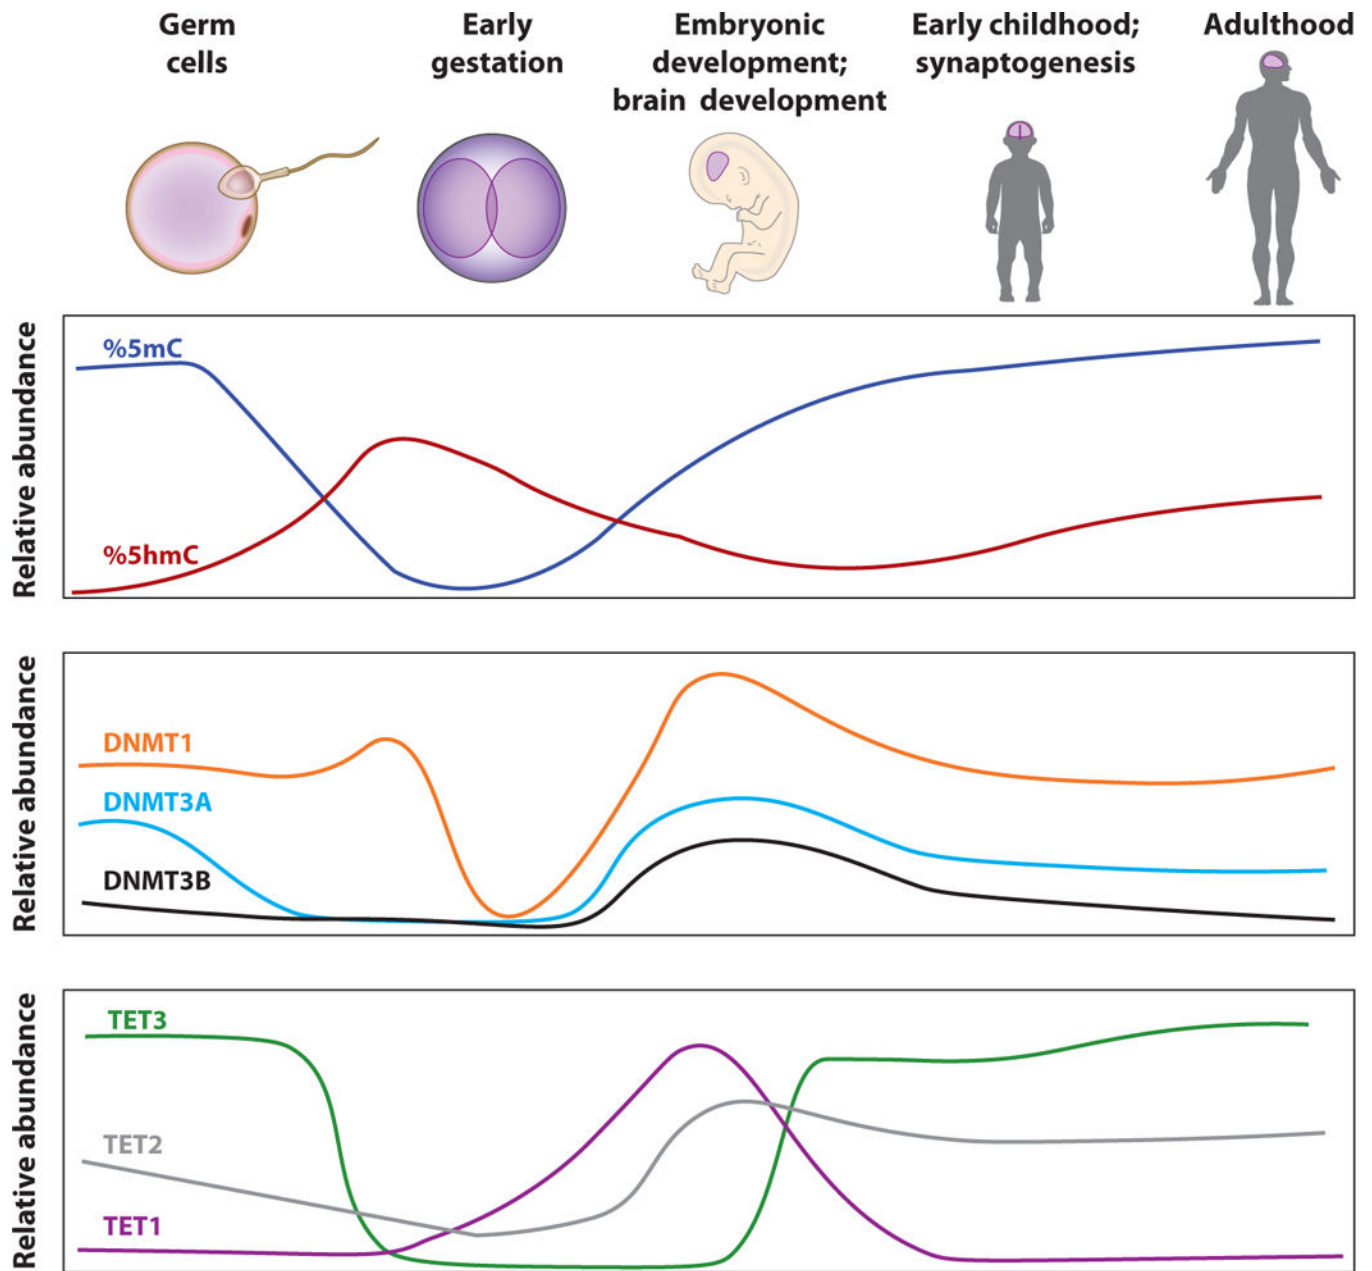 Germ
cells
Early
gestation
Embryonic
development;
brain development
Early childhood;
synaptogenesis
Adulthood
Relative abundance
%5mC
%5hmC
Relative abundance
DNMT1
DNMT3A
DNMT3B
Relative abundance
TET3
TET2
TET1